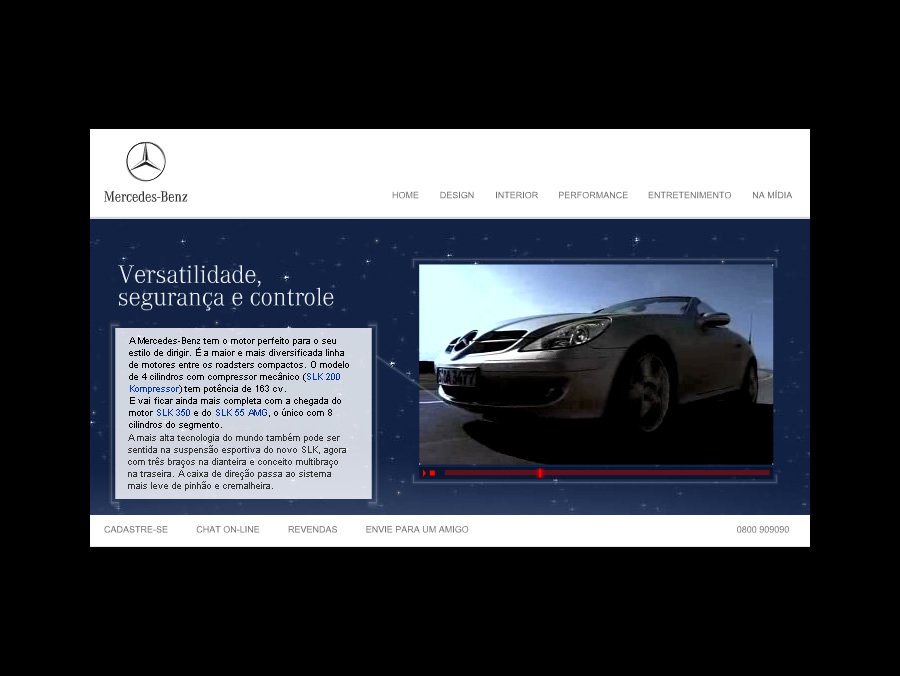 Mercedes-Benz
HOME DESIGN INTERIOR PERFORMANCE ENTRETENIMENTO NA MÍDIA
Versatilidade,
segurança e controle
A Mercedes-Benz tem o motor perfeito para o seu
estilo de dirigir. É a maior e mais diversificada linha
de motores entre os roadsters compactos. O modelo
de 4 cilindros com compressor mecânico (SLK 200
Kompressor) tem potência de 163 cv.
E vai ficar ainda mais completa com a chegada do
motor SLK 350 e do SLK 55 AMG, o único com 8
cilindros do segmento.
A mais alta tecnologia do mundo também pode ser
sentida na suspensão esportiva do novo SLK, agora
com três braços na dianteira e conceito multibraço
na traseira. A caixa de direção passa ao sistema
mais leve de pinhão e cremalheira.
CADASTRE-SE CHAT ON-LINE REVENDAS ENVIE PARA UM AMIGO 0800 909090